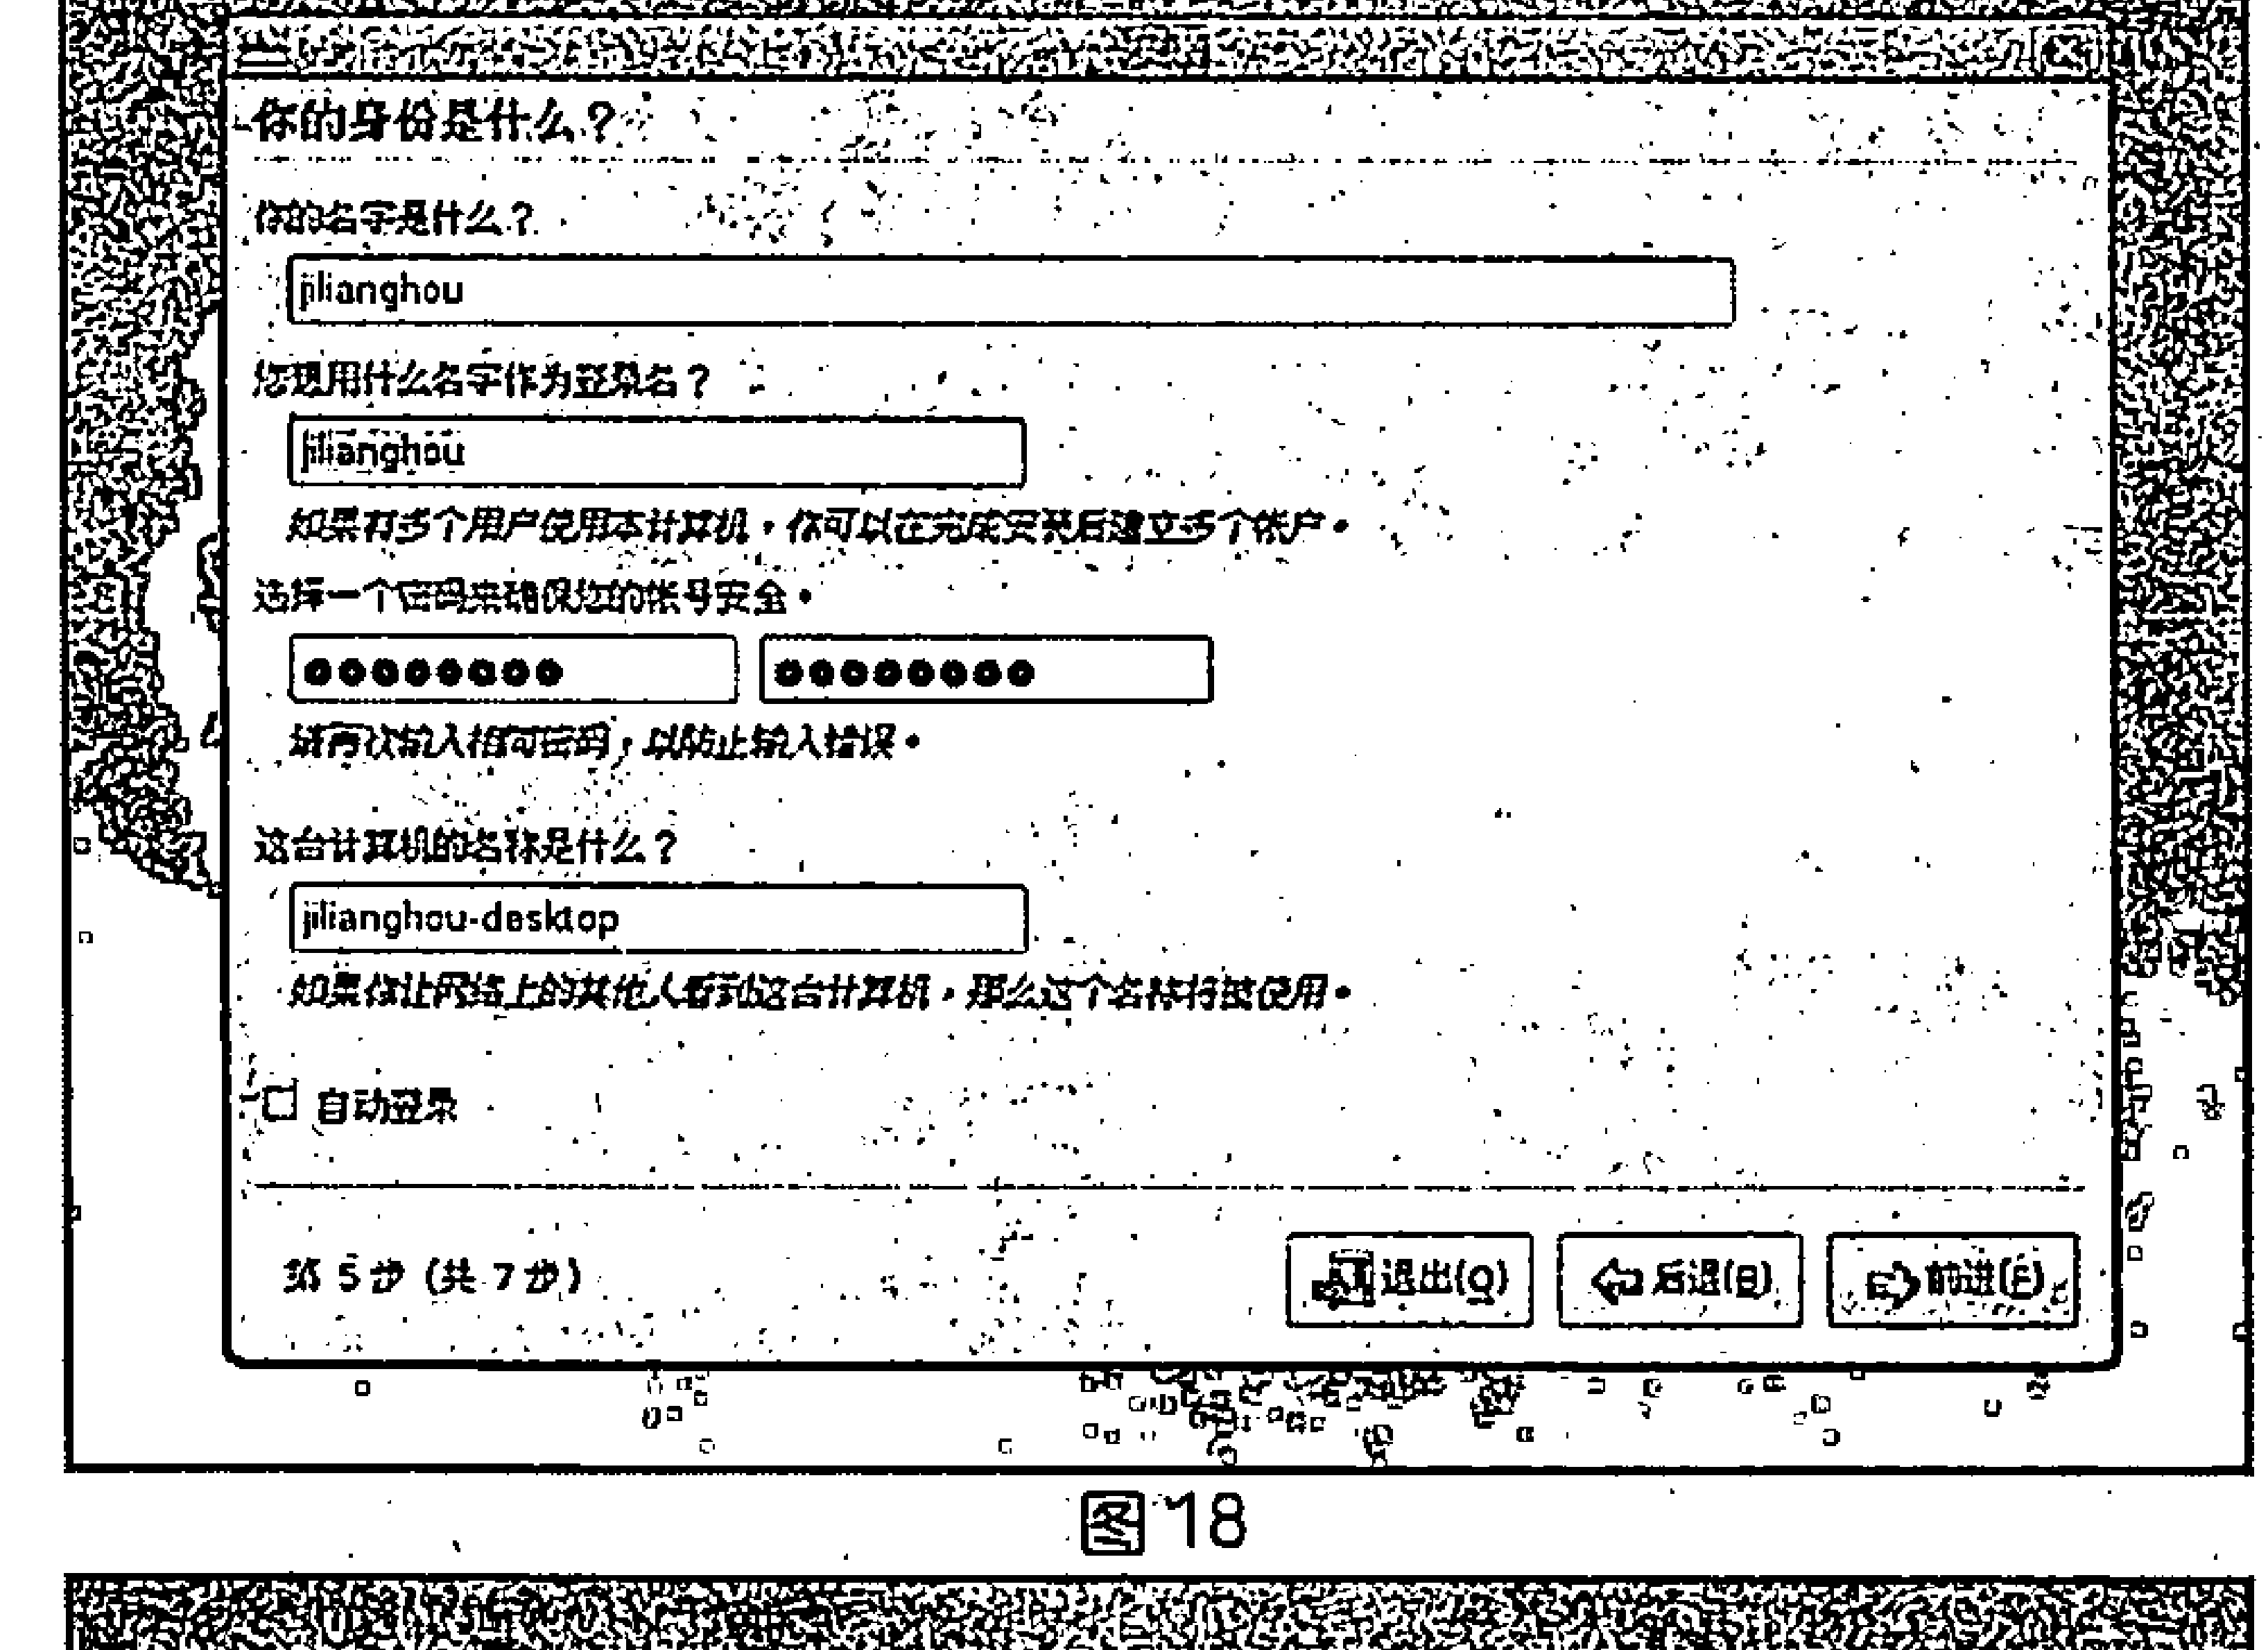 安装
你的身份是什么？
你的名字是什么？
jilianghou
您想用什么名字作为登录名？
jilianghou
如果有多个用户使用本计算机，你可以在完成安装后建立多个帐户。
选择一个密码来确保您的帐号安全。
请再次输入相同密码，以防止输入错误。
这台计算机的名称是什么？
jilianghou-desktop
如果你让网络上的其他人看到这台计算机，那么这个名称将被使用。
自动登录
第 5 步 (共 7 步)
退出(Q) 后退(B) 前进(F)
图18